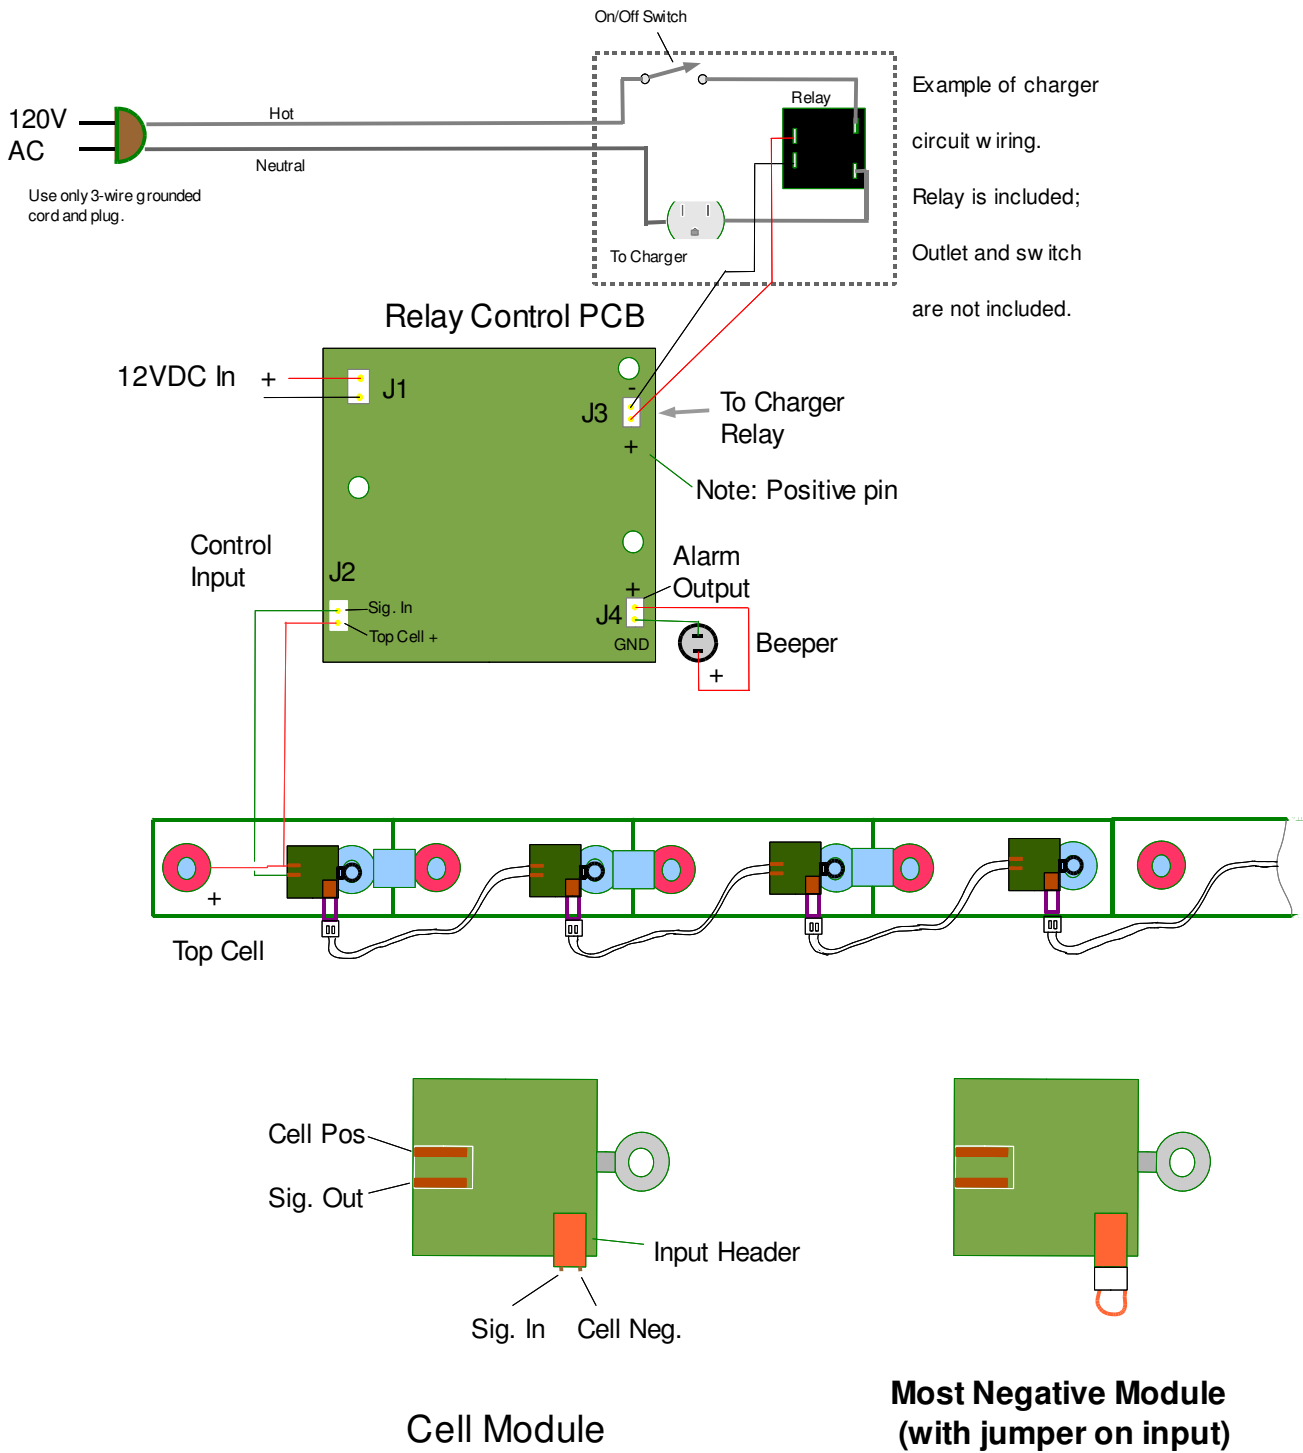 On/Off Switch
120V
AC
Hot
Neutral
Use only 3-wire grounded
cord and plug.
Relay
To Charger
Example of charger
circuit wiring.
Relay is included;
Outlet and switch
are not included.
Relay Control PCB
12VDC In +
J1
-
J3
+
To Charger
Relay
Note: Positive pin
Control
Input
J2
Sig. In
Top Cell +
Alarm
Output
+
J4
GND
Beeper
+
+
Top Cell
Cell Pos
Sig. Out
Input Header
Sig. In
Cell Neg.
Cell Module
Most Negative Module
(with jumper on input)